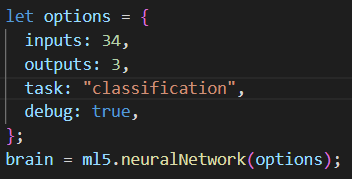 let options = {
  inputs: 34,
  outputs: 3,
  task: "classification",
  debug: true,
};
brain = ml5.neuralNetwork(options);